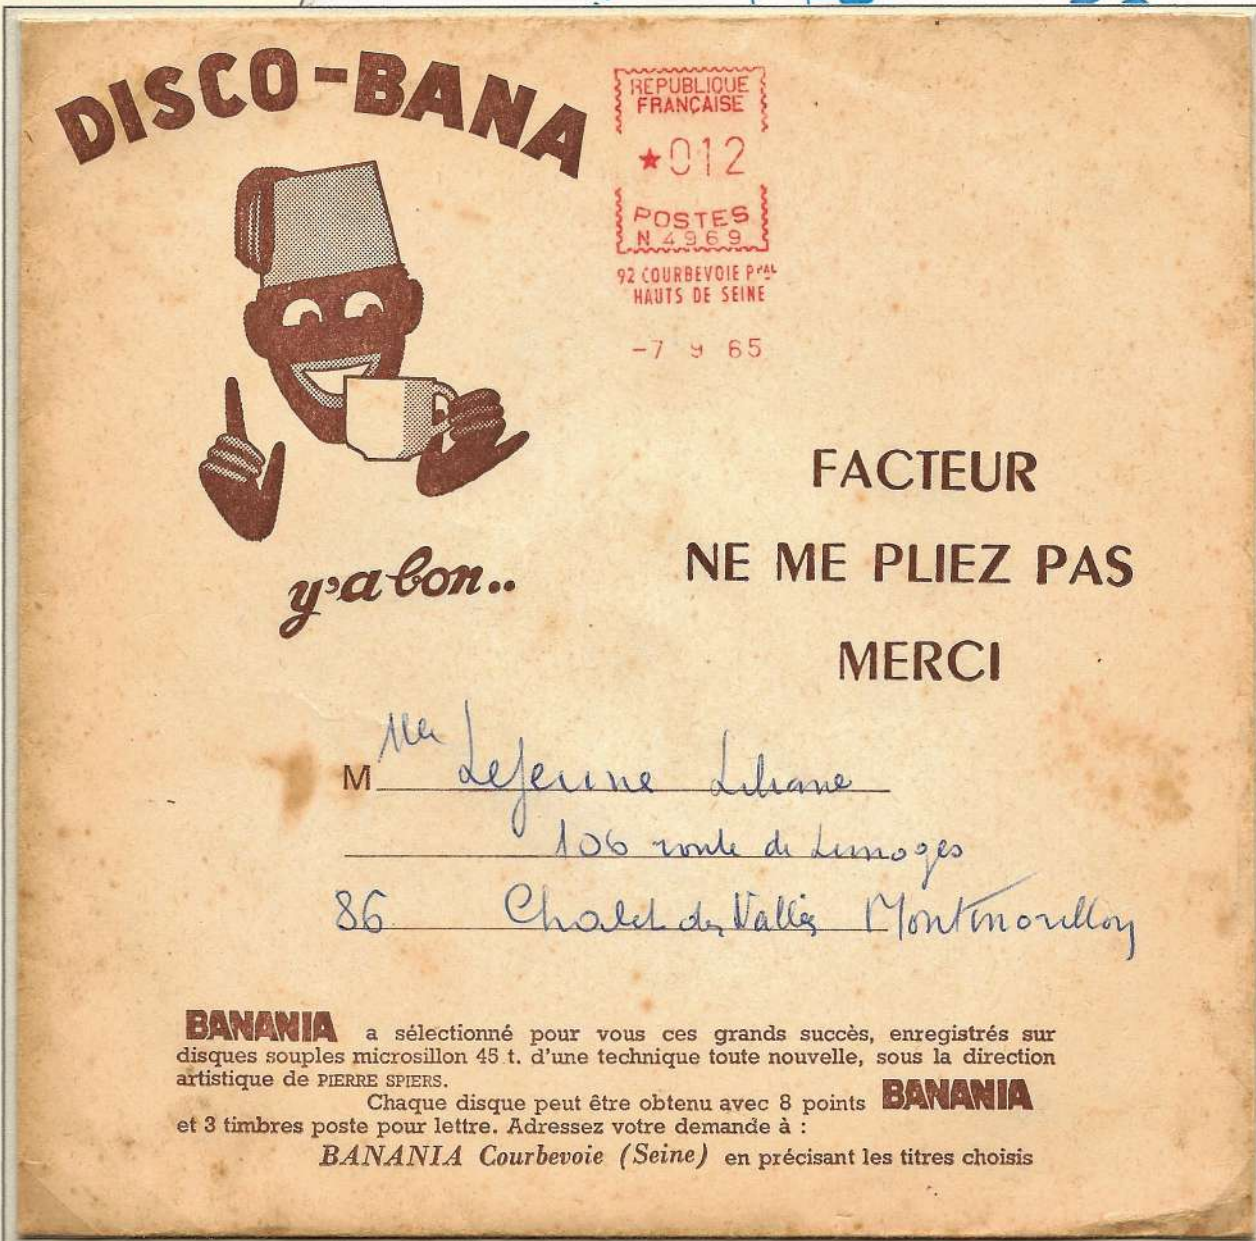 DISCO-BANA
REPUBLIQUE
FRANÇAISE
★012
POSTES
N 4969
92 COURBEVOIE PPAL
HAUTS DE SEINE
-7 9 65
y'a bon..
FACTEUR
NE ME PLIEZ PAS
MERCI
M Mlle Lejeune Liliane
106 route de Limoges
86 Chalet des Vallées Montmorillon
BANANIA a sélectionné pour vous ces grands succès, enregistrés sur
disques souples microsillon 45 t. d'une technique toute nouvelle, sous la direction
artistique de PIERRE SPIERS.
Chaque disque peut être obtenu avec 8 points BANANIA
et 3 timbres poste pour lettre. Adressez votre demande à :
BANANIA Courbevoie (Seine) en précisant les titres choisis